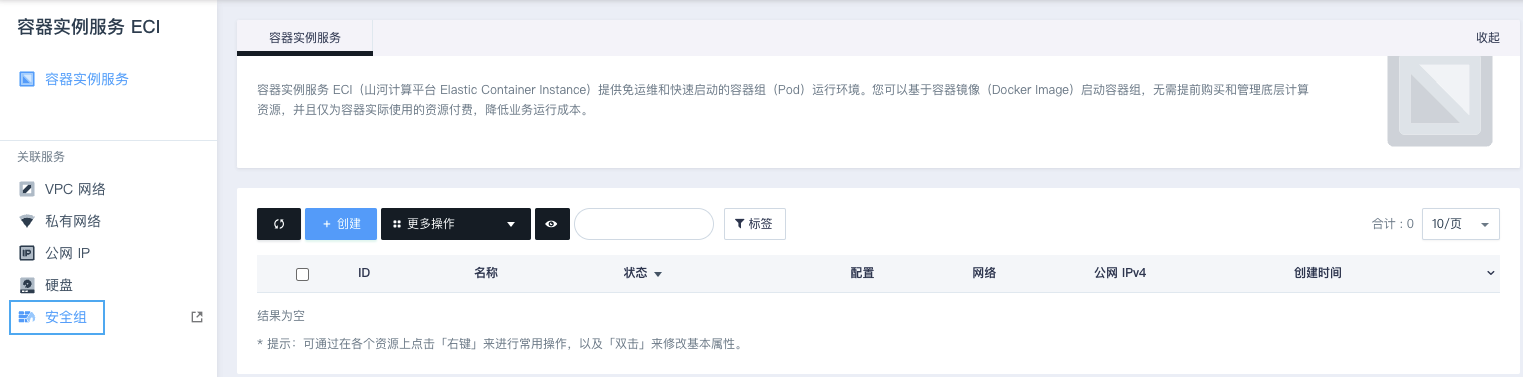 容器实例服务 ECI
容器实例服务
关联服务
VPC 网络
私有网络
公网 IP
硬盘
安全组
容器实例服务
收起
容器实例服务 ECI（山河计算平台 Elastic Container Instance）提供免运维和快速启动的容器组（Pod）运行环境。您可以基于容器镜像（Docker Image）启动容器组，无需提前购买和管理底层计算
资源，并且仅为容器实际使用的资源付费，降低业务运行成本。
+ 创建 更多操作 标签 合计：0 10/页
ID 名称 状态 配置 网络 公网 IPv4 创建时间
结果为空
* 提示：可通过在各个资源上点击「右键」来进行常用操作，以及「双击」来修改基本属性。